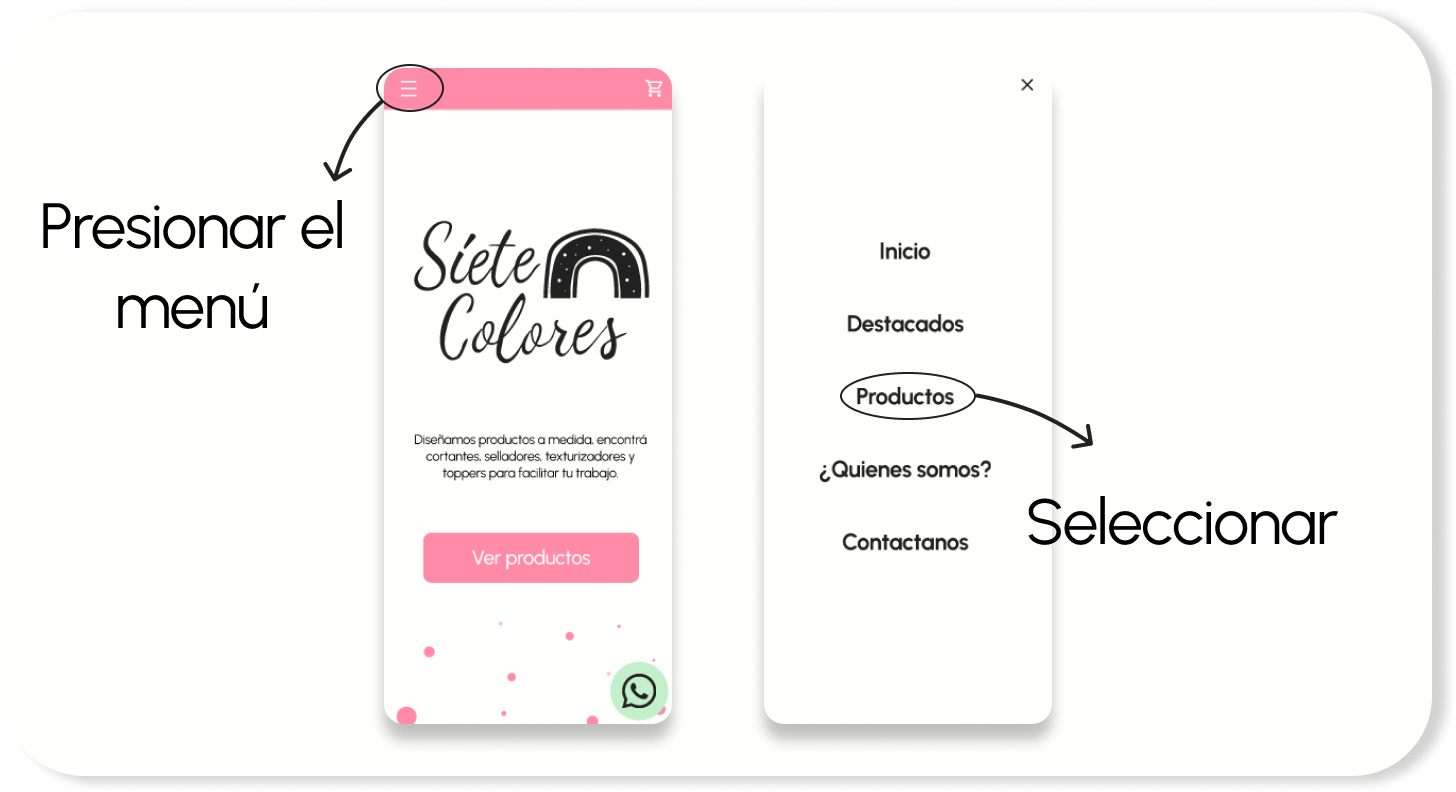 Presionar el
menú
Siete
Colores
Diseñamos productos a medida, encontrá
cortantes, selladores, texturizadores y
toppers para facilitar tu trabajo.
Ver productos
Inicio
Destacados
Productos
¿Quienes somos?
Contactanos
Seleccionar